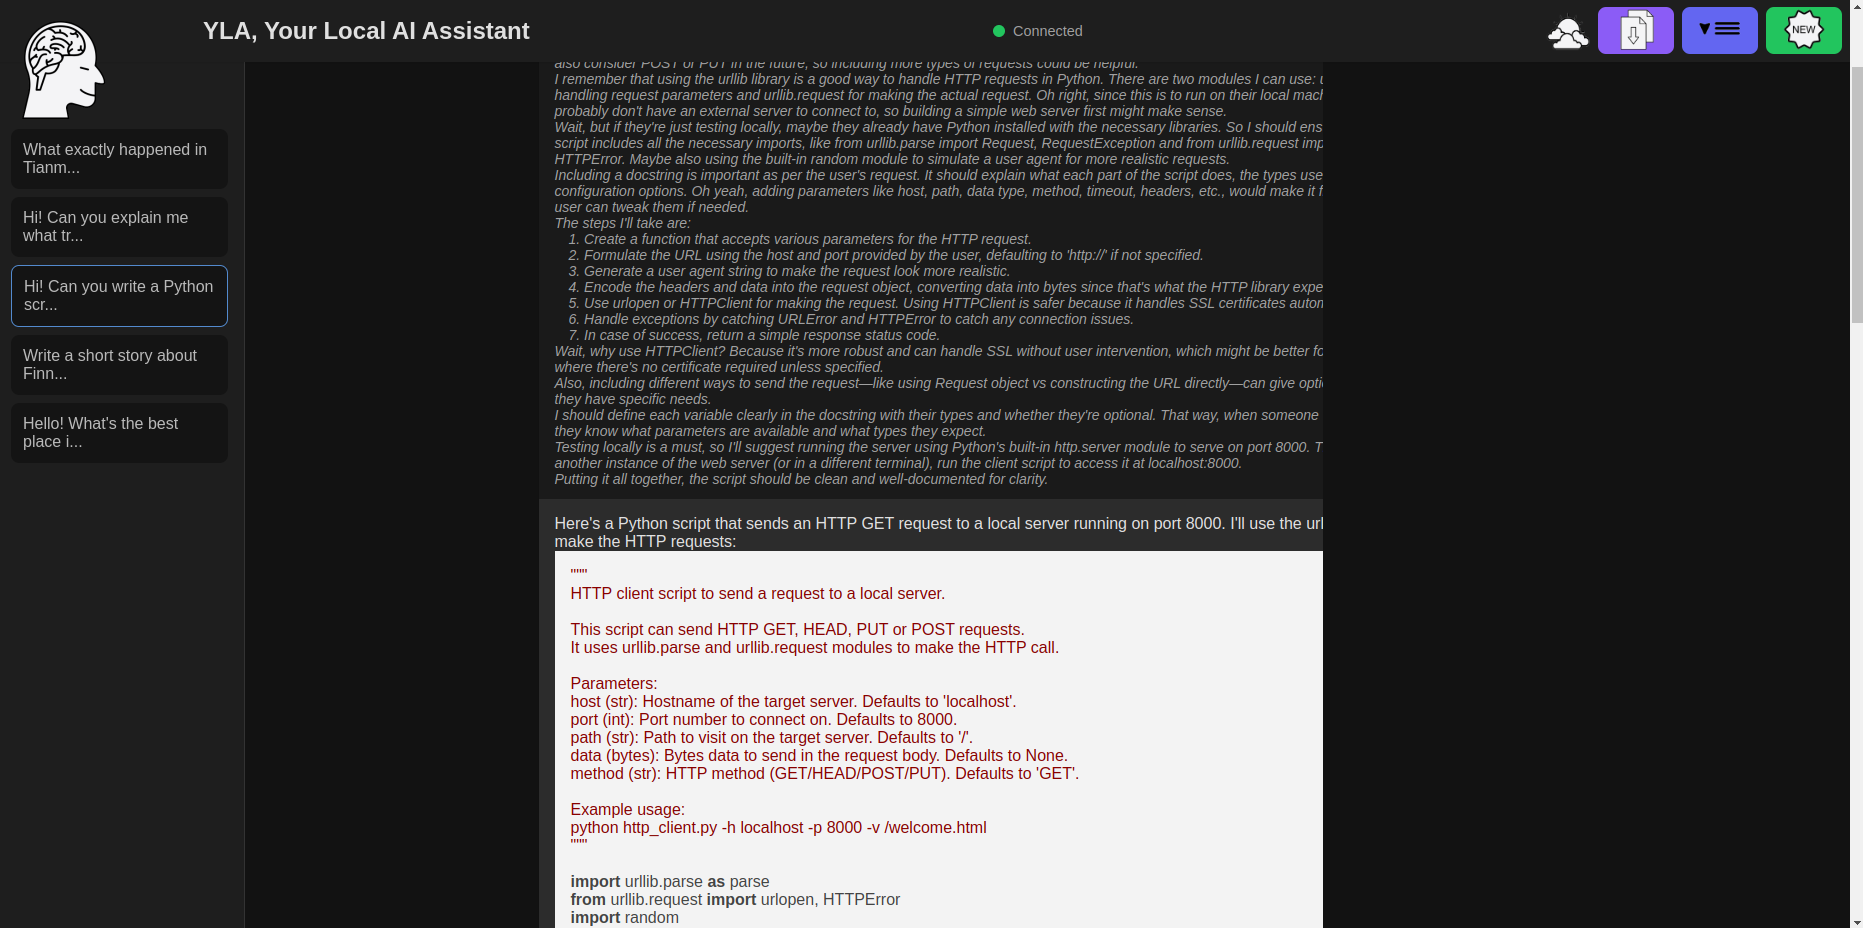 YLA, Your Local AI Assistant
Connected
NEW
What exactly happened in
Tianm...
Hi! Can you explain me
what tr...
Hi! Can you write a Python
scr...
Write a short story about
Finn...
Hello! What's the best
place i...
also consider POST or PUT in the future, so including more types of requests could be helpful.
I remember that using the urllib library is a good way to handle HTTP requests in Python. There are two modules I can use:
handling request parameters and urllib.request for making the actual request. Oh right, since this is to run on their local mach
probably don't have an external server to connect to, so building a simple web server first might make sense.
Wait, but if they're just testing locally, maybe they already have Python installed with the necessary libraries. So I should ens
script includes all the necessary imports, like from urllib.parse import Request, RequestException and from urllib.request imp
HTTPError. Maybe also using the built-in random module to simulate a user agent for more realistic requests.
Including a docstring is important as per the user's request. It should explain what each part of the script does, the types use
configuration options. Oh yeah, adding parameters like host, path, data type, method, timeout, headers, etc., would make it f
user can tweak them if needed.
The steps I'll take are:
1. Create a function that accepts various parameters for the HTTP request.
2. Formulate the URL using the host and port provided by the user, defaulting to 'http://' if not specified.
3. Generate a user agent string to make the request look more realistic.
4. Encode the headers and data into the request object, converting data into bytes since that's what the HTTP library expe
5. Use urlopen or HTTPClient for making the request. Using HTTPClient is safer because it handles SSL certificates auton
6. Handle exceptions by catching URLError and HTTPError to catch any connection issues.
7. In case of success, return a simple response status code.
Wait, why use HTTPClient? Because it's more robust and can handle SSL without user intervention, which might be better fo
where there's no certificate required unless specified.
Also, including different ways to send the request—like using Request object vs constructing the URL directly—can give opti
they have specific needs.
I should define each variable clearly in the docstring with their types and whether they're optional. That way, when someone
they know what parameters are available and what types they expect.
Testing locally is a must, so I'll suggest running the server using Python's built-in http.server module to serve on port 8000. T
another instance of the web server (or in a different terminal), run the client script to access it at localhost:8000.
Putting it all together, the script should be clean and well-documented for clarity.
Here's a Python script that sends an HTTP GET request to a local server running on port 8000. I'll use the url
make the HTTP requests:
"""
HTTP client script to send a request to a local server.
This script can send HTTP GET, HEAD, PUT or POST requests.
It uses urllib.parse and urllib.request modules to make the HTTP call.
Parameters:
host (str): Hostname of the target server. Defaults to 'localhost'.
port (int): Port number to connect on. Defaults to 8000.
path (str): Path to visit on the target server. Defaults to '/'.
data (bytes): Bytes data to send in the request body. Defaults to None.
method (str): HTTP method (GET/HEAD/POST/PUT). Defaults to 'GET'.
Example usage:
python http_client.py -h localhost -p 8000 -v /welcome.html
"""
import urllib.parse as parse
from urllib.request import urlopen, HTTPError
import random